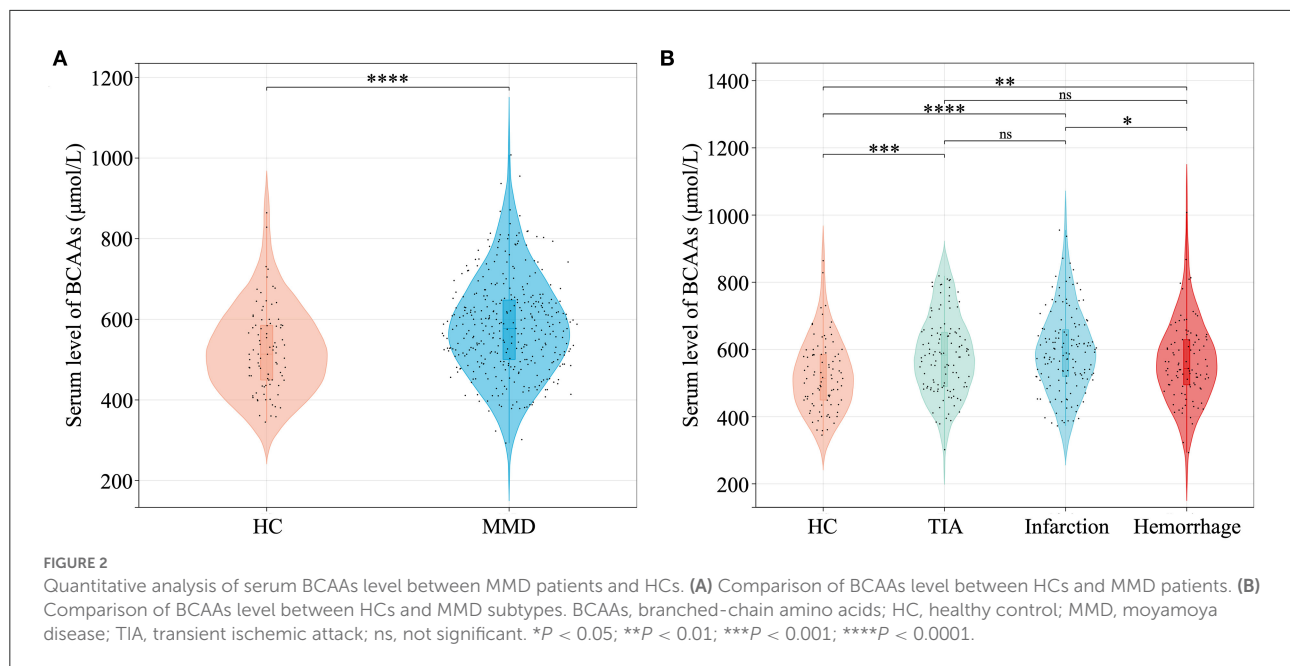 A
1200
1000
800
600
400
200
Serum level of BCAAs (μmol/L)
****
HC
MMD
B
1400
1200
1000
800
600
400
200
Serum level of BCAAs (μmol/L)
**
ns
****
*
ns
***
HC
TIA
Infarction
Hemorrhage
FIGURE 2
Quantitative analysis of serum BCAAs level between MMD patients and HCs. (A) Comparison of BCAAs level between HCs and MMD patients. (B)
Comparison of BCAAs level between HCs and MMD subtypes. BCAAs, branched-chain amino acids; HC, healthy control; MMD, moyamoya
disease; TIA, transient ischemic attack; ns, not significant. *P < 0.05; **P < 0.01; ***P < 0.001; ****P < 0.0001.